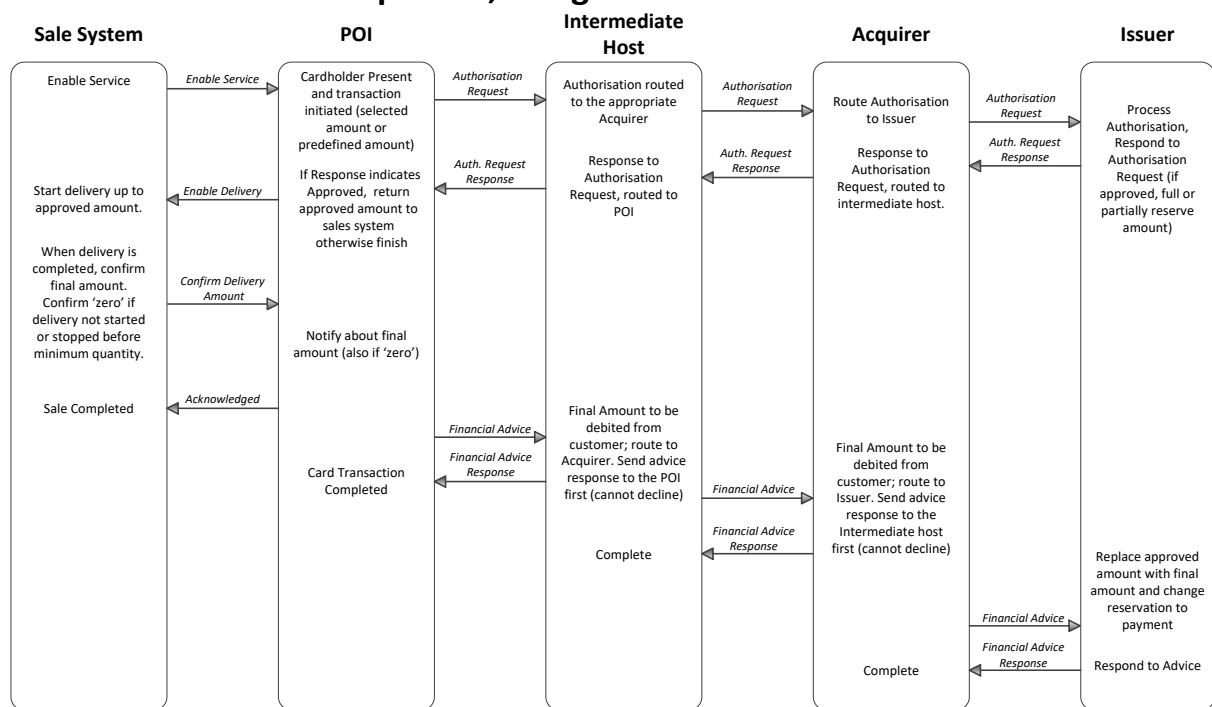 Sale System
POI
Intermediate
Host
Acquirer
Issuer
Enable Service
Enable Service
Cardholder Present
and transaction
initiated (selected
amount or
predefined amount)
Authorisation
Request
Authorisation routed
to the appropriate
Acquirer
Authorisation
Request
Route Authorisation
to Issuer
Authorisation
Request
Process
Authorisation,
Respond to
Authorisation
Request (if
approved, full or
partially reserve
amount)
Auth. Request
Response
Response to
Authorisation
Request, routed to
intermediate host.
Auth. Request
Response
Response to
Authorisation
Request, routed to
POI
Auth. Request
Response
If Response indicates
Approved, return
approved amount to
sales system
otherwise finish
Enable Delivery
Start delivery up to
approved amount.
When delivery is
completed, confirm
final amount.
Confirm ‘zero’ if
delivery not started
or stopped before
minimum quantity.
Confirm Delivery
Amount
Notify about final
amount (also if ‘zero’)
Acknowledged
Sale Completed
Financial Advice
Final Amount to be
debited from
customer; route to
Acquirer. Send advice
response to the POI
first (cannot decline)
Financial Advice
Response
Card Transaction
Completed
Financial Advice
Final Amount to be
debited from
customer; route to
Issuer. Send advice
response to the
Intermediate host
first (cannot decline)
Financial Advice
Response
Complete
Replace approved
amount with final
amount and change
reservation to
payment
Financial Advice
Financial Advice
Response
Respond to Advice
Complete